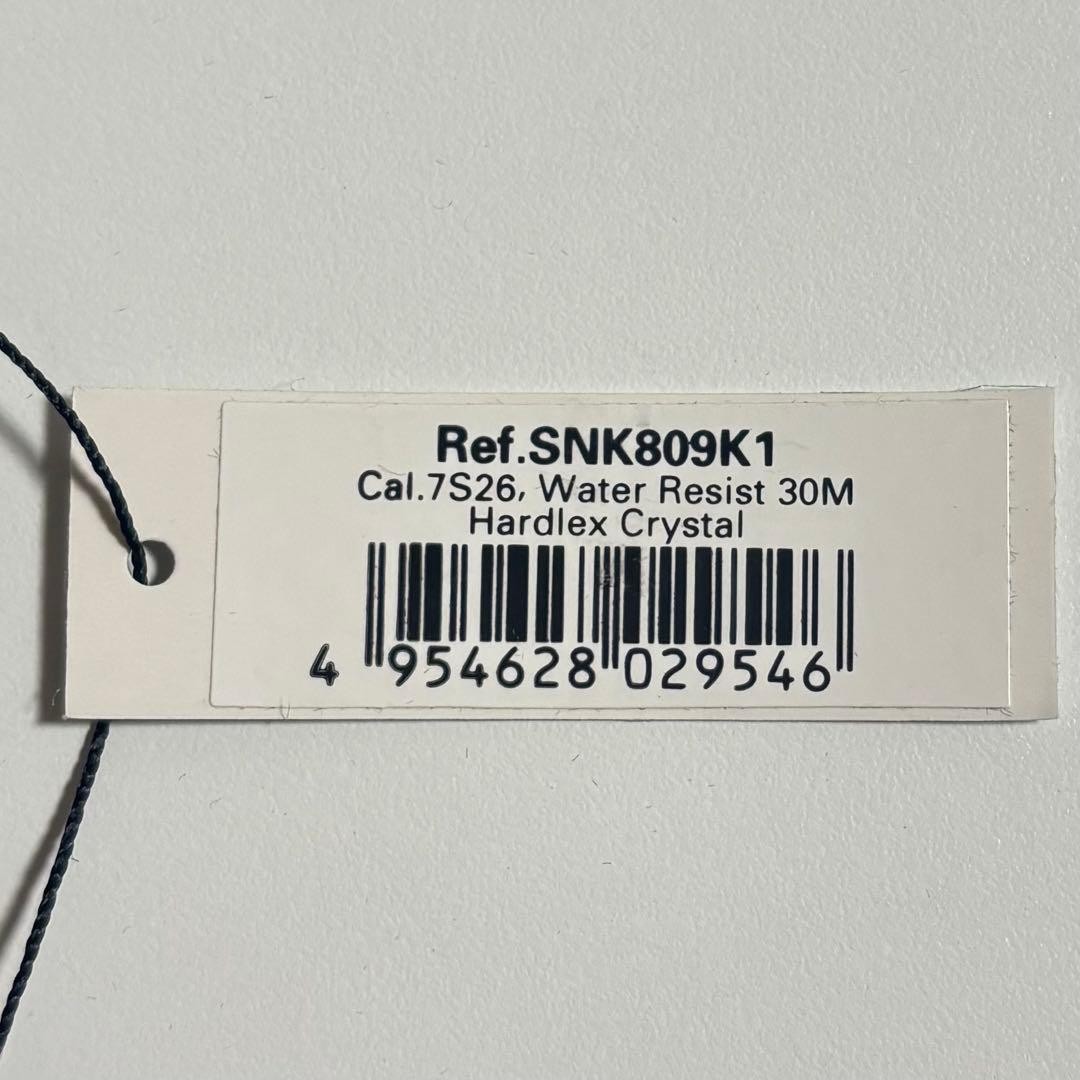 Ref.SNK809K1
Cal.7S26, Water Resist 30M
Hardlex Crystal
4 954628 029546